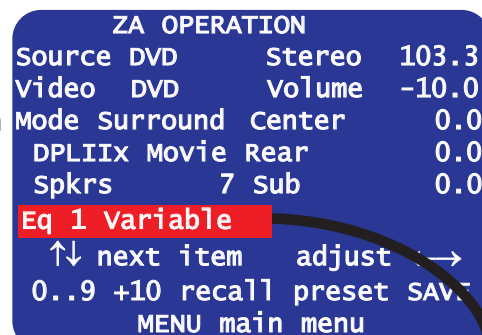 ZA OPERATION
Source DVD Stereo 103.3
Video DVD Volume -10.0
Mode Surround Center 0.0
DPLIIx Movie Rear 0.0
Spkrs 7 Sub 0.0
Eq 1 Variable
↑↓ next item adjust ←→
0..9 +10 recall preset SAVE
MENU main menu